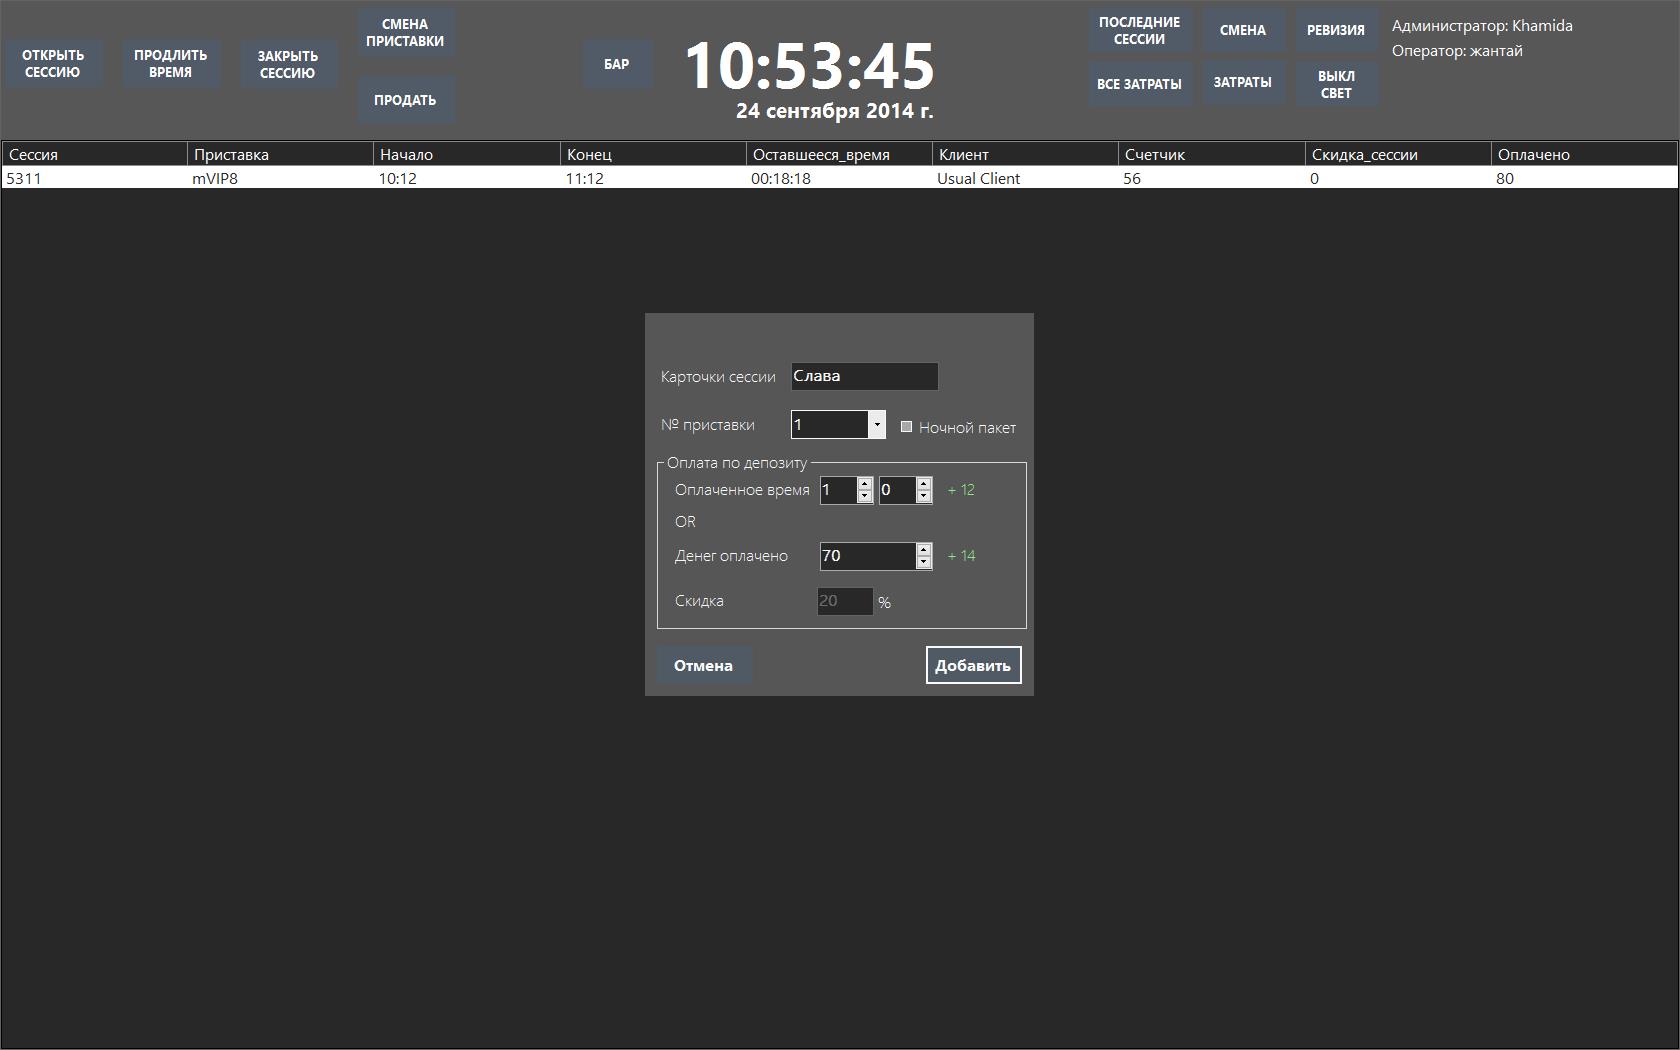 ОТКРЫТЬ
СЕССИЮ
ПРОДЛИТЬ
ВРЕМЯ
ЗАКРЫТЬ
СЕССИЮ
СМЕНА
ПРИСТАВКИ
ПРОДАТЬ
БАР
10:53:45
24 сентября 2014 г.
ПОСЛЕДНИЕ
СЕССИИ
СМЕНА
РЕВИЗИЯ
ВСЕ ЗАТРАТЫ
ЗАТРАТЫ
ВЫКЛ
СВЕТ
Администратор: Khamida
Оператор: жантай
Сессия Приставка Начало Конец Оставшееся_время Клиент Счетчик Скидка_сессии Оплачено
5311 mVIP8 10:12 11:12 00:18:18 Usual Client 56 0 80
Карточки сессии Слава
№ приставки 1 Ночной пакет
Оплата по депозиту
Оплаченное время 1 0 + 12
OR
Денег оплачено 70 + 14
Скидка 20 %
Отмена Добавить